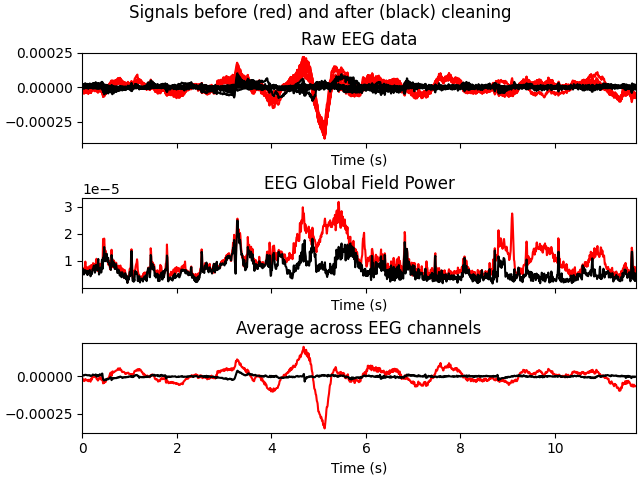 Signals before (red) and after (black) cleaning
Raw EEG data
0.00025
0.00000
−0.00025
Time (s)
EEG Global Field Power
1e−5
3
2
1
Time (s)
Average across EEG channels
0.00000
−0.00025
0 2 4 6 8 10
Time (s)